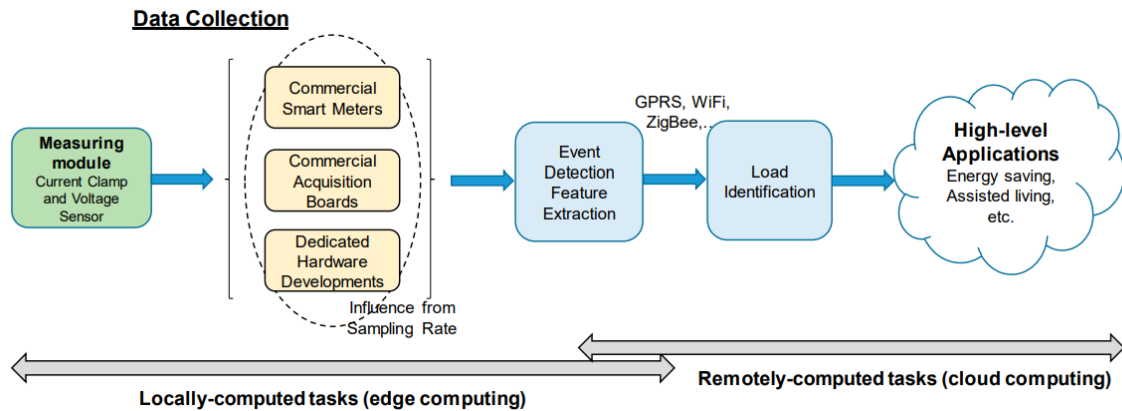 Data Collection
Measuring
module
Current Clamp
and Voltage
Sensor
Commercial
Smart Meters
Commercial
Acquisition
Boards
Dedicated
Hardware
Developments
Influence from
Sampling Rate
Event
Detection
Feature
Extraction
GPRS, WiFi,
ZigBee,..
Load
Identification
High-level
Applications
Energy saving,
Assisted living,
etc.
Locally-computed tasks (edge computing)
Remotely-computed tasks (cloud computing)